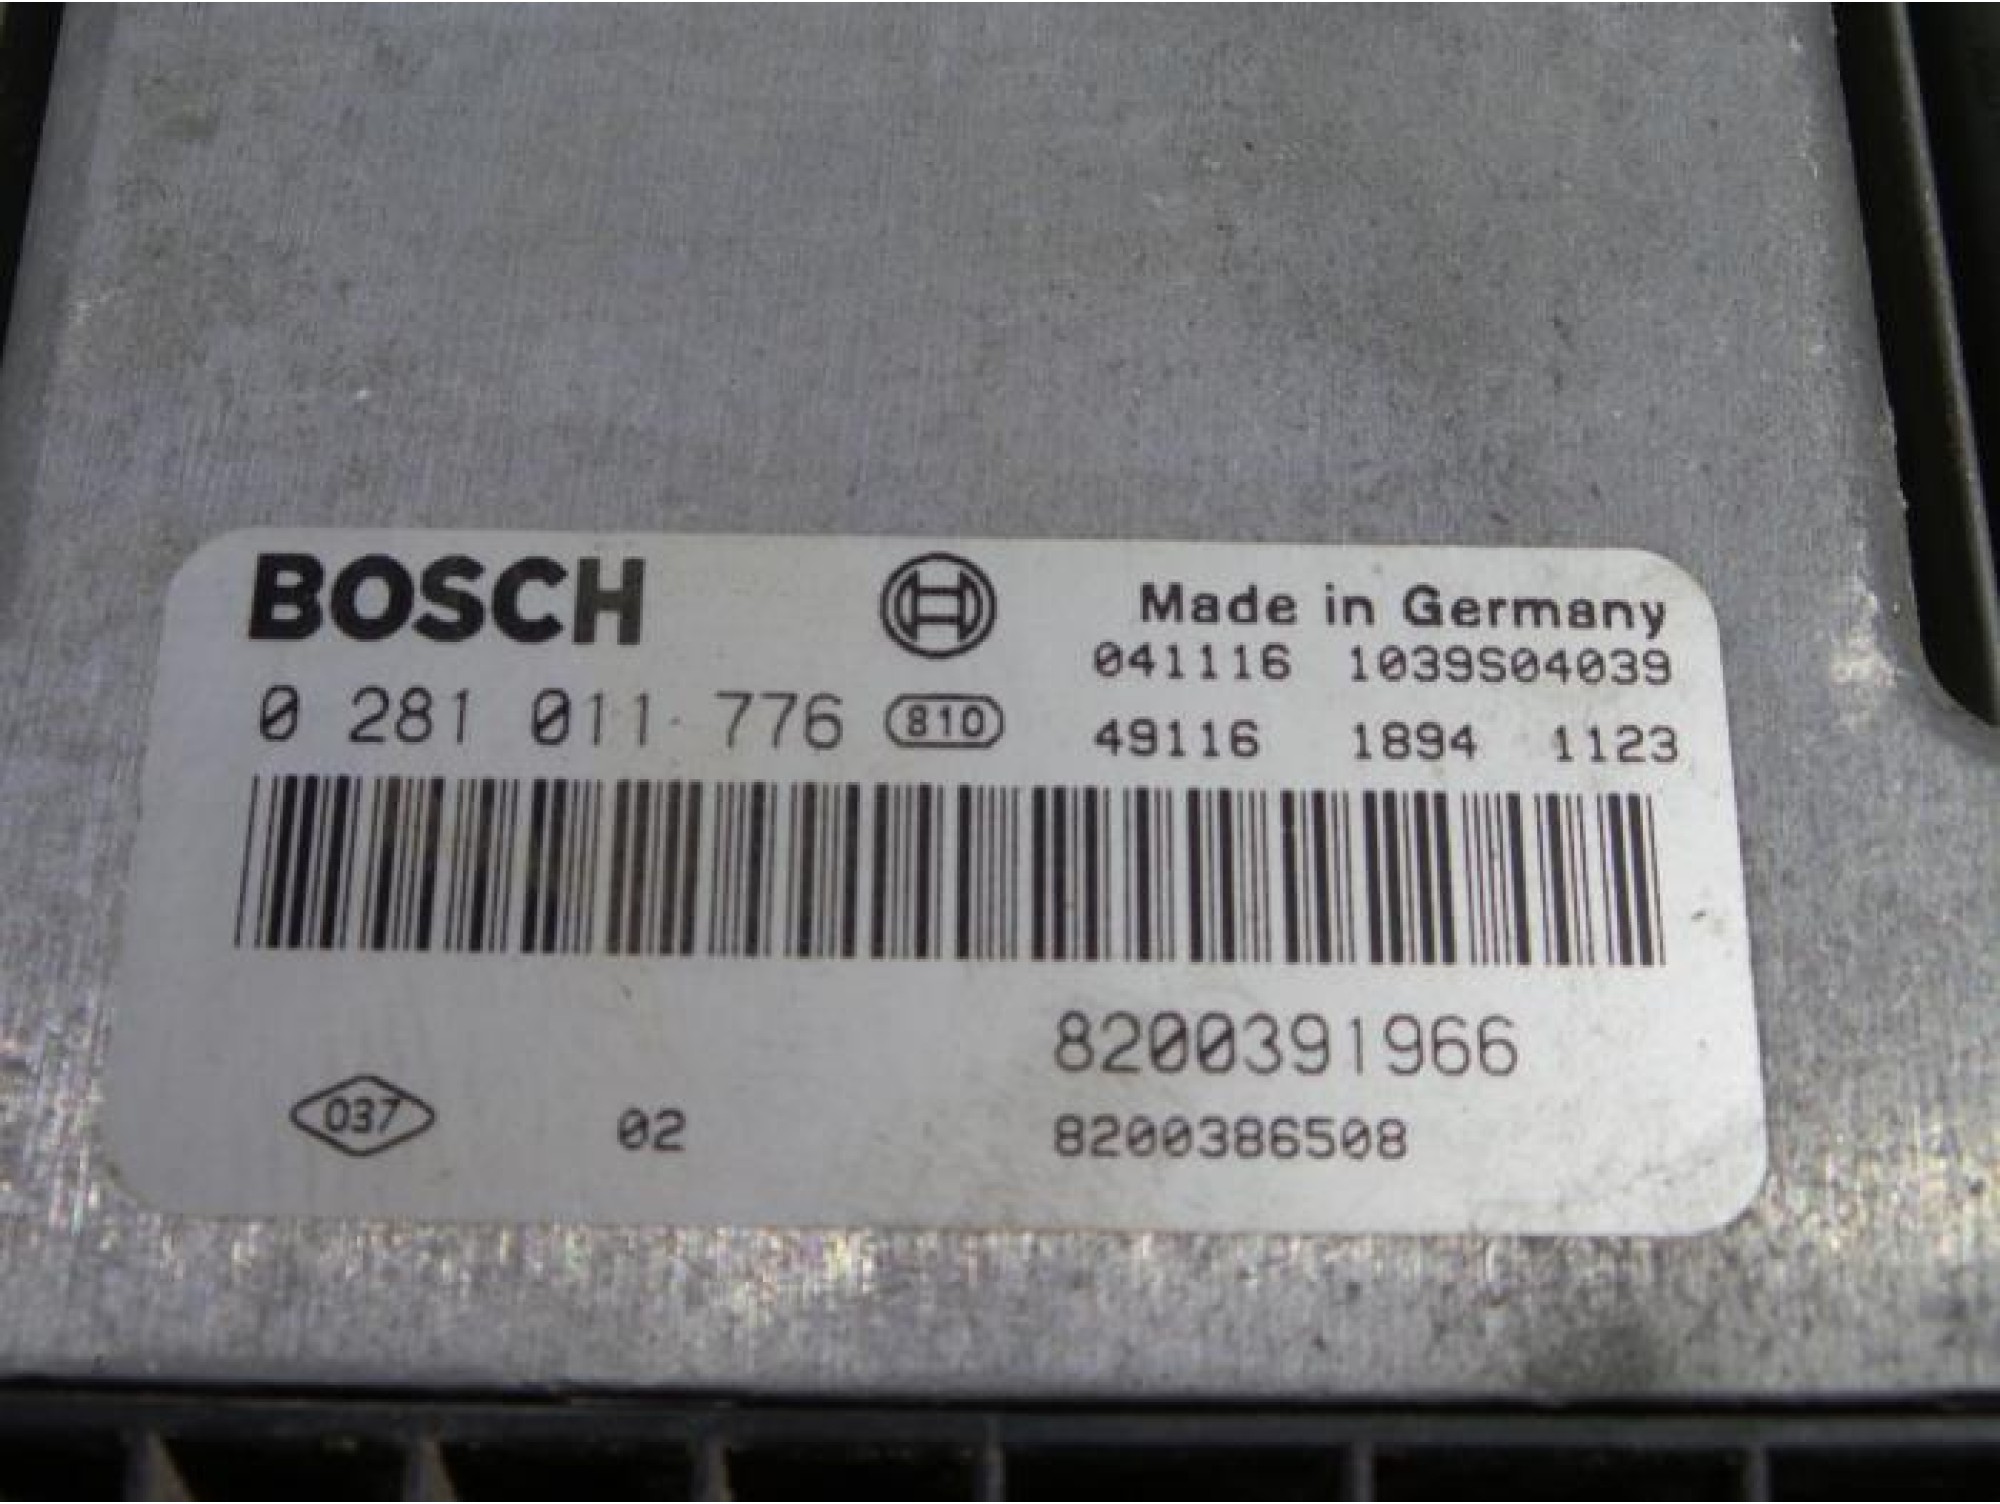 BOSCH
Made in Germany
041116 1039S04039
0 281 011 776 810
49116 1894 1123
8200391966
037 02 8200386508